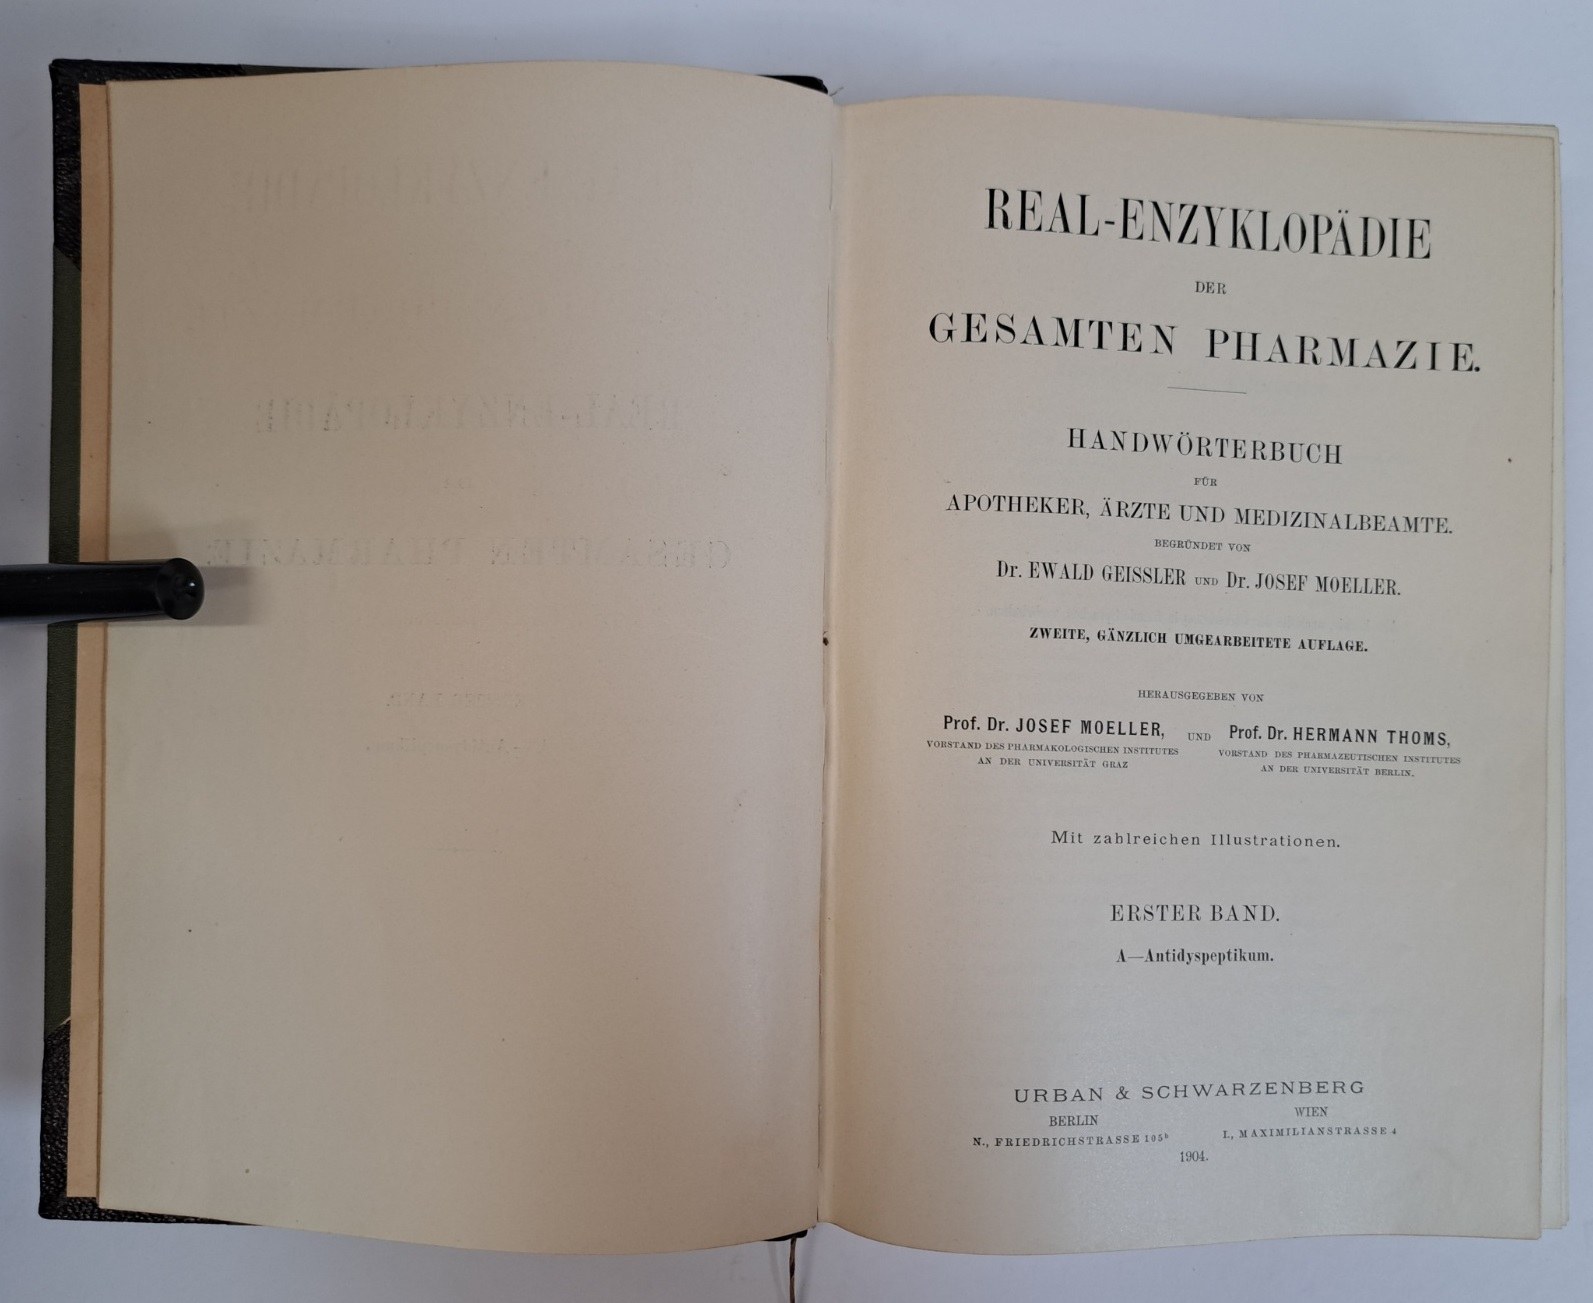 REAL-ENZYKLOPÄDIE
DER
GESAMTEN PHARMAZIE.
HANDWÖRTERBUCH
FÜR
APOTHEKER, ÄRZTE UND MEDIZINALBEAMTE.
BEGRÜNDET VON
Dr. EWALD GEISSLER UND Dr. JOSEF MOELLER.
ZWEITE, GÄNZLICH UMGEARBEITETE AUFLAGE.
HERAUSGEGEBEN VON
Prof. Dr. JOSEF MOELLER, UND Prof. Dr. HERMANN THOMS,
VORSTAND DES PHARMAKOLOGISCHEN INSTITUTES VORSTAND DES PHARMAZEUTISCHEN INSTITUTES
AN DER UNIVERSITÄT GRAZ AN DER UNIVERSITÄT BERLIN.
Mit zahlreichen Illustrationen.
ERSTER BAND.
A—Antidyspeptikum.
URBAN & SCHWARZENBERG
BERLIN WIEN
N., FRIEDRICHSTRASSE 105b I., MAXIMILIANSTRASSE 4
1904.